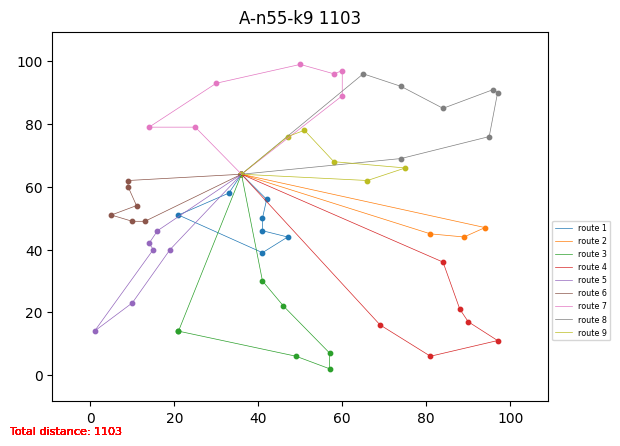 A-n55-k9 1103
100
80
60
40
20
0
0 20 40 60 80 100
route 1
route 2
route 3
route 4
route 5
route 6
route 7
route 8
route 9
Total distance: 1103